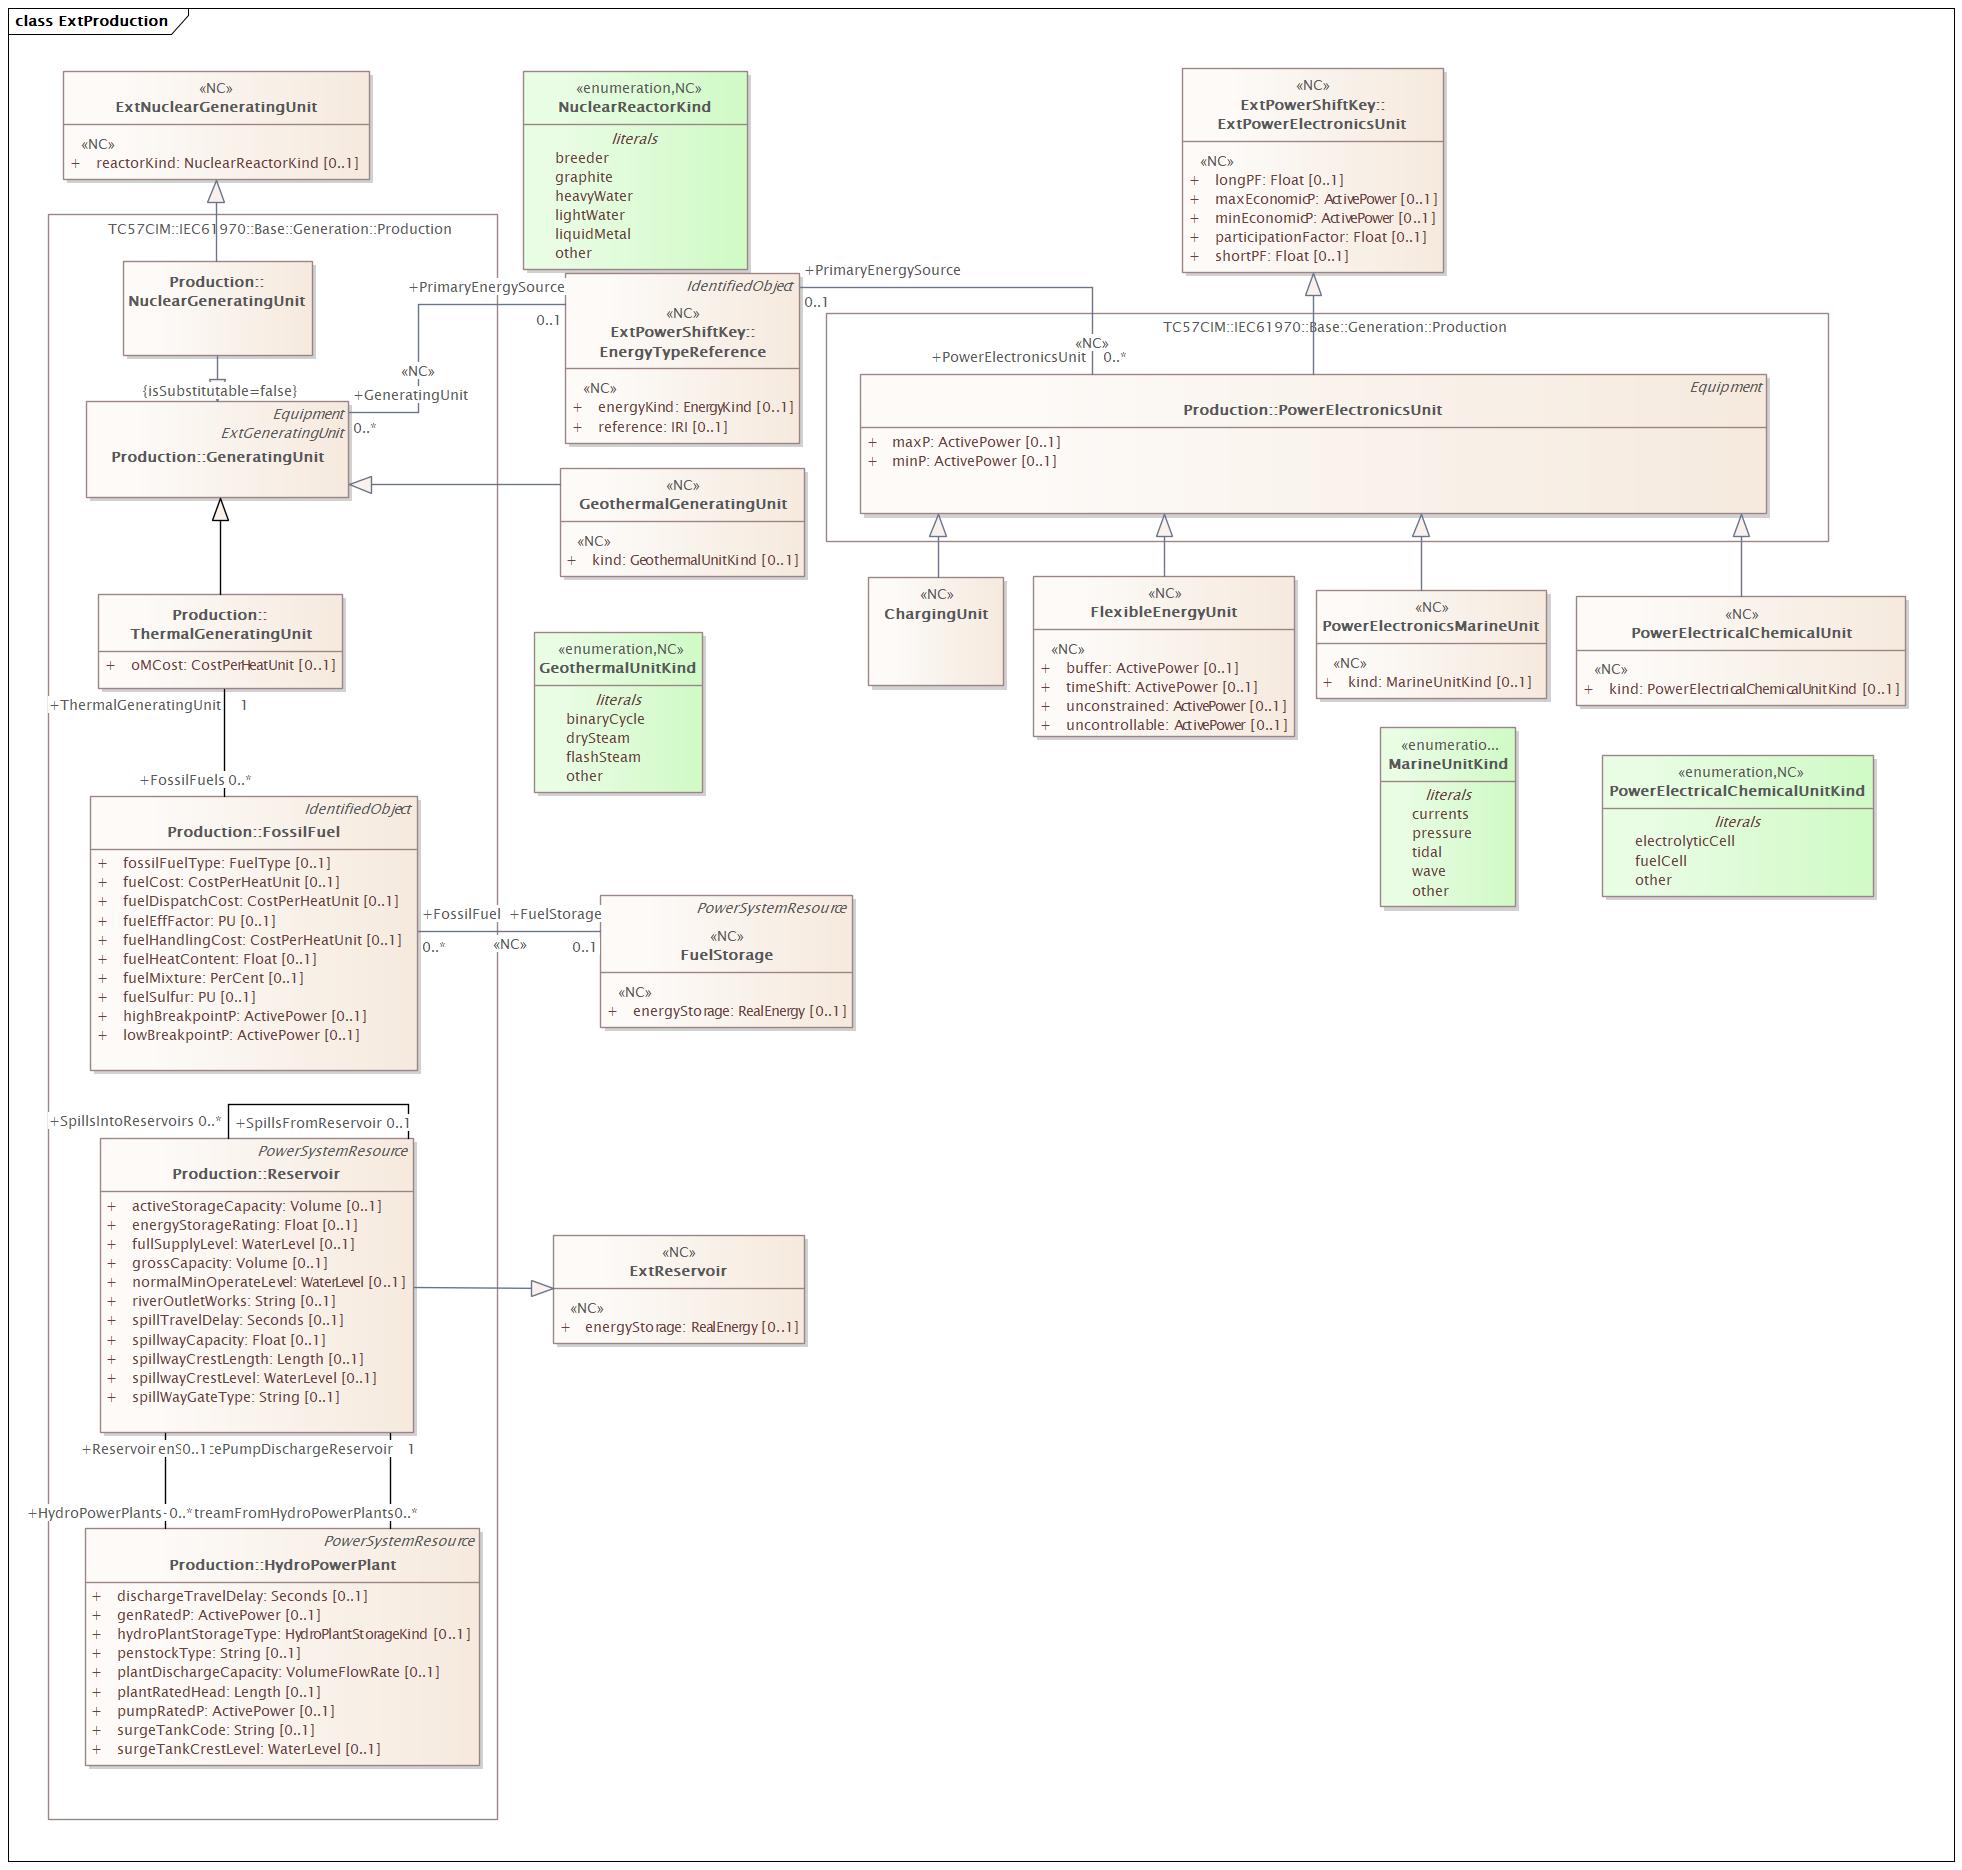 class ExtProduction
«NC»
ExtNuclearGeneratingUnit
«NC»
+ reactorKind: NuclearReactorKind [0..1]
«enumeration,NC»
NuclearReactorKind
literals
breeder
graphite
heavyWater
lightWater
liquidMetal
other
«NC»
ExtPowerShiftKey::
ExtPowerElectronicsUnit
«NC»
+ longPF: Float [0..1]
+ maxEconomicP: ActivePower [0..1]
+ minEconomicP: ActivePower [0..1]
+ participationFactor: Float [0..1]
+ shortPF: Float [0..1]
TC57CIM::IEC61970::Base::Generation::Production
Production::
NuclearGeneratingUnit
{isSubstitutable=false}
+PrimaryEnergySource
0..1
«NC»
+GeneratingUnit
0..*
IdentifiedObject
«NC»
ExtPowerShiftKey::
EnergyTypeReference
«NC»
+ energyKind: EnergyKind [0..1]
+ reference: IRI [0..1]
+PrimaryEnergySource
0..1
«NC»
+PowerElectronicsUnit 0..*
TC57CIM::IEC61970::Base::Generation::Production
Equipment
Production::PowerElectronicsUnit
+ maxP: ActivePower [0..1]
+ minP: ActivePower [0..1]
Equipment
ExtGeneratingUnit
Production::GeneratingUnit
«NC»
GeothermalGeneratingUnit
«NC»
+ kind: GeothermalUnitKind [0..1]
«NC»
ChargingUnit
«NC»
FlexibleEnergyUnit
«NC»
+ buffer: ActivePower [0..1]
+ timeShift: ActivePower [0..1]
+ unconstrained: ActivePower [0..1]
+ uncontrollable: ActivePower [0..1]
«NC»
PowerElectronicsMarineUnit
«NC»
+ kind: MarineUnitKind [0..1]
«NC»
PowerElectricalChemicalUnit
«NC»
+ kind: PowerElectricalChemicalUnitKind [0..1]
Production::
ThermalGeneratingUnit
+ oMCost: CostPerHeatUnit [0..1]
+ThermalGeneratingUnit 1
+FossilFuels 0..*
«enumeration,NC»
GeothermalUnitKind
literals
binaryCycle
drySteam
flashSteam
other
«enumeratio...
MarineUnitKind
literals
currents
pressure
tidal
wave
other
«enumeration,NC»
PowerElectricalChemicalUnitKind
literals
electrolyticCell
fuelCell
other
IdentifiedObject
Production::FossilFuel
+ fossilFuelType: FuelType [0..1]
+ fuelCost: CostPerHeatUnit [0..1]
+ fuelDispatchCost: CostPerHeatUnit [0..1]
+ fuelEffFactor: PU [0..1]
+ fuelHandlingCost: CostPerHeatUnit [0..1]
+ fuelHeatContent: Float [0..1]
+ fuelMixture: PerCent [0..1]
+ fuelSulfur: PU [0..1]
+ highBreakpointP: ActivePower [0..1]
+ lowBreakpointP: ActivePower [0..1]
+FossilFuel +FuelStorage
0..* «NC» 0..1
PowerSystemResource
«NC»
FuelStorage
«NC»
+ energyStorage: RealEnergy [0..1]
+SpillsIntoReservoirs 0..* +SpillsFromReservoir 0..1
PowerSystemResource
Production::Reservoir
+ activeStorageCapacity: Volume [0..1]
+ energyStorageRating: Float [0..1]
+ fullSupplyLevel: WaterLevel [0..1]
+ grossCapacity: Volume [0..1]
+ normalMinOperateLevel: WaterLevel [0..1]
+ riverOutletWorks: String [0..1]
+ spillTravelDelay: Seconds [0..1]
+ spillwayCapacity: Float [0..1]
+ spillwayCrestLength: Length [0..1]
+ spillwayCrestLevel: WaterLevel [0..1]
+ spillWayGateType: String [0..1]
«NC»
ExtReservoir
«NC»
+ energyStorage: RealEnergy [0..1]
+Reservoir 0..1 cePumpDischargeReservoir 1
+HydroPowerPlants 0..* treamFromHydroPowerPlants 0..*
PowerSystemResource
Production::HydroPowerPlant
+ dischargeTravelDelay: Seconds [0..1]
+ genRatedP: ActivePower [0..1]
+ hydroPlantStorageType: HydroPlantStorageKind [0..1]
+ penstockType: String [0..1]
+ plantDischargeCapacity: VolumeFlowRate [0..1]
+ plantRatedHead: Length [0..1]
+ pumpRatedP: ActivePower [0..1]
+ surgeTankCode: String [0..1]
+ surgeTankCrestLevel: WaterLevel [0..1]